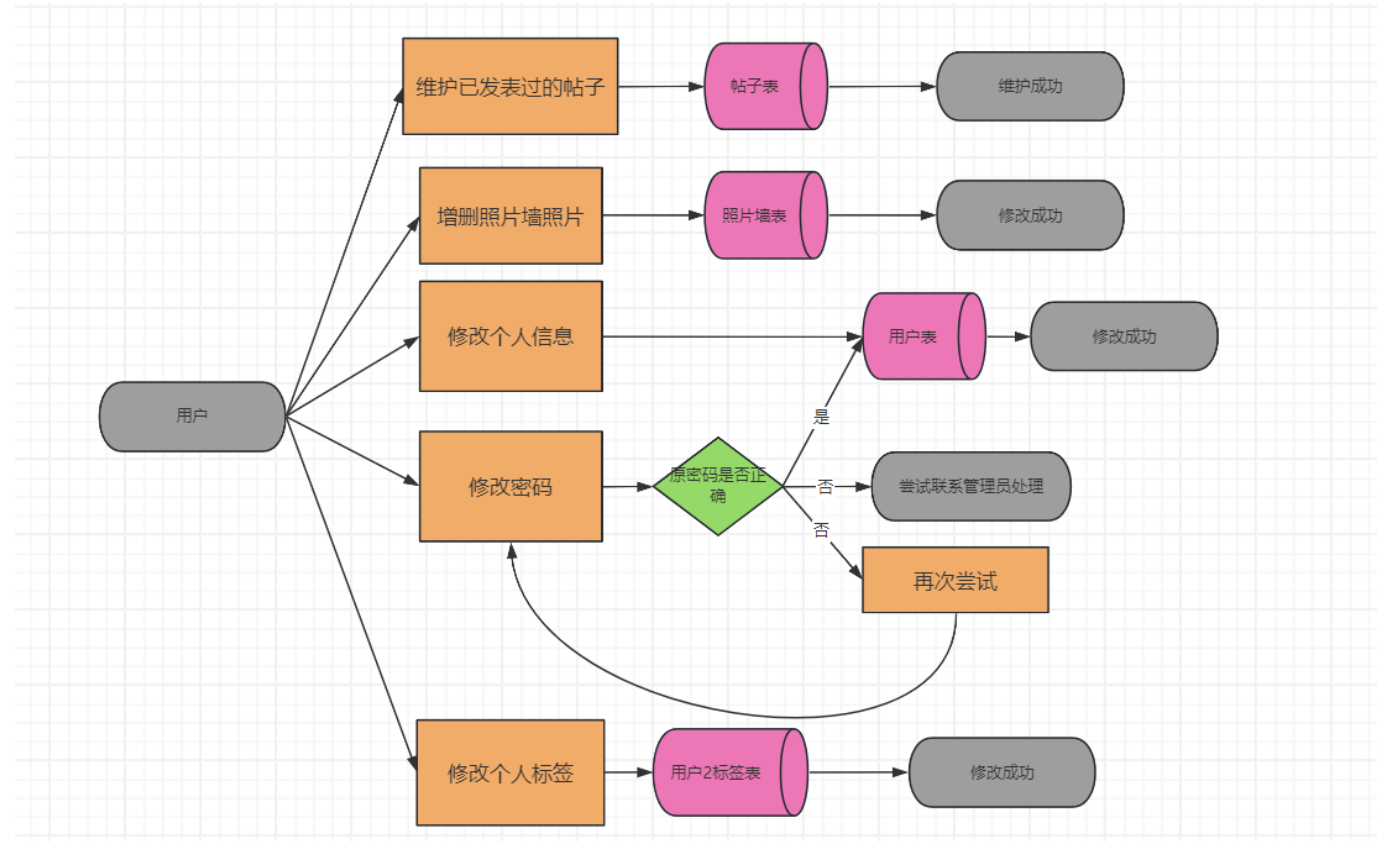 维护已发表过的帖子
帖子表
维护成功
增删照片墙照片
照片墙表
修改成功
修改个人信息
用户表
修改成功
用户
是
修改密码
原密码是否正
确
否
尝试联系管理员处理
否
再次尝试
修改个人标签
用户2标签表
修改成功